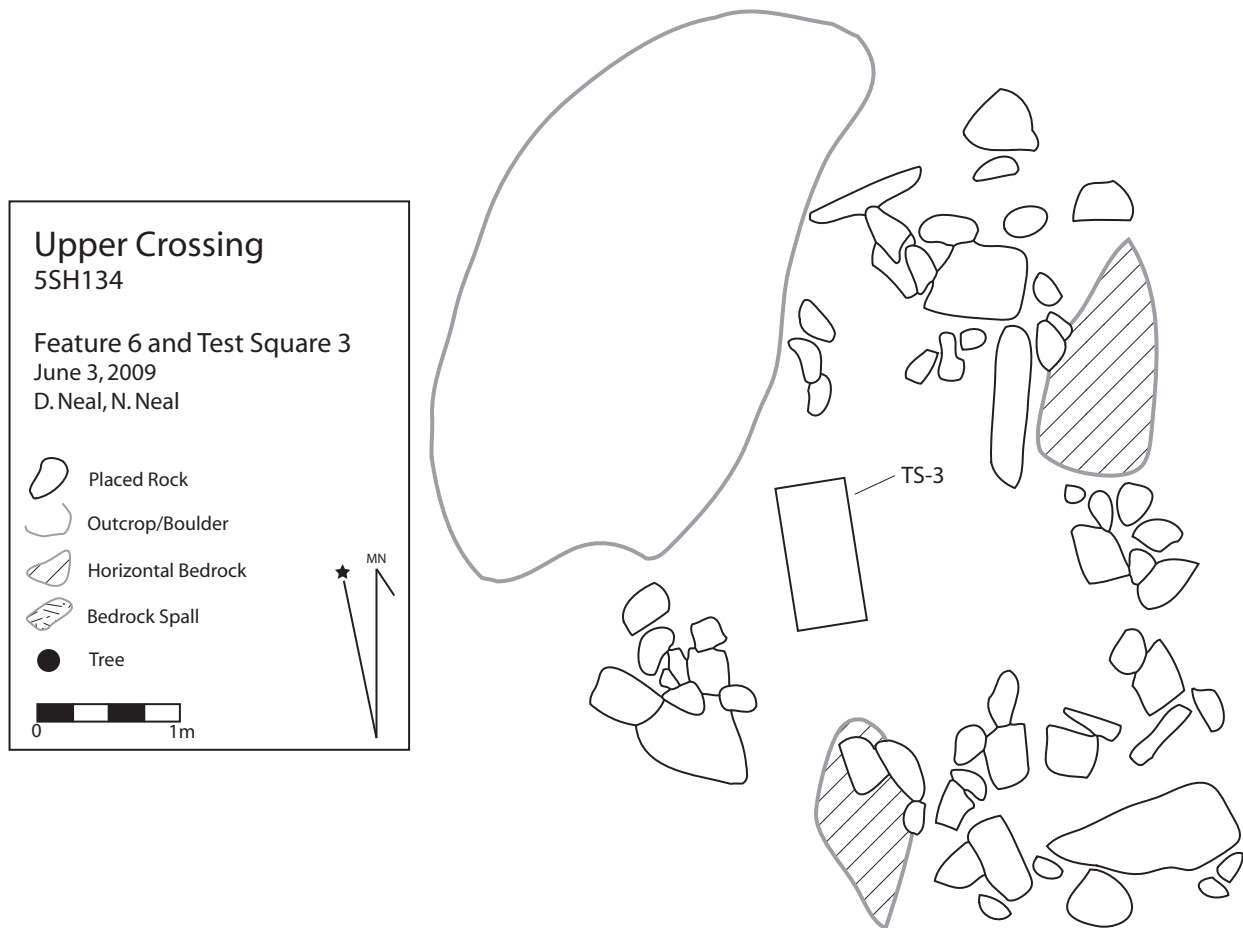 Upper Crossing
5SH134
Feature 6 and Test Square 3
June 3, 2009
D. Neal, N. Neal
Placed Rock
Outcrop/Boulder
Horizontal Bedrock
Bedrock Spall
Tree
MN
0 1m
TS-3